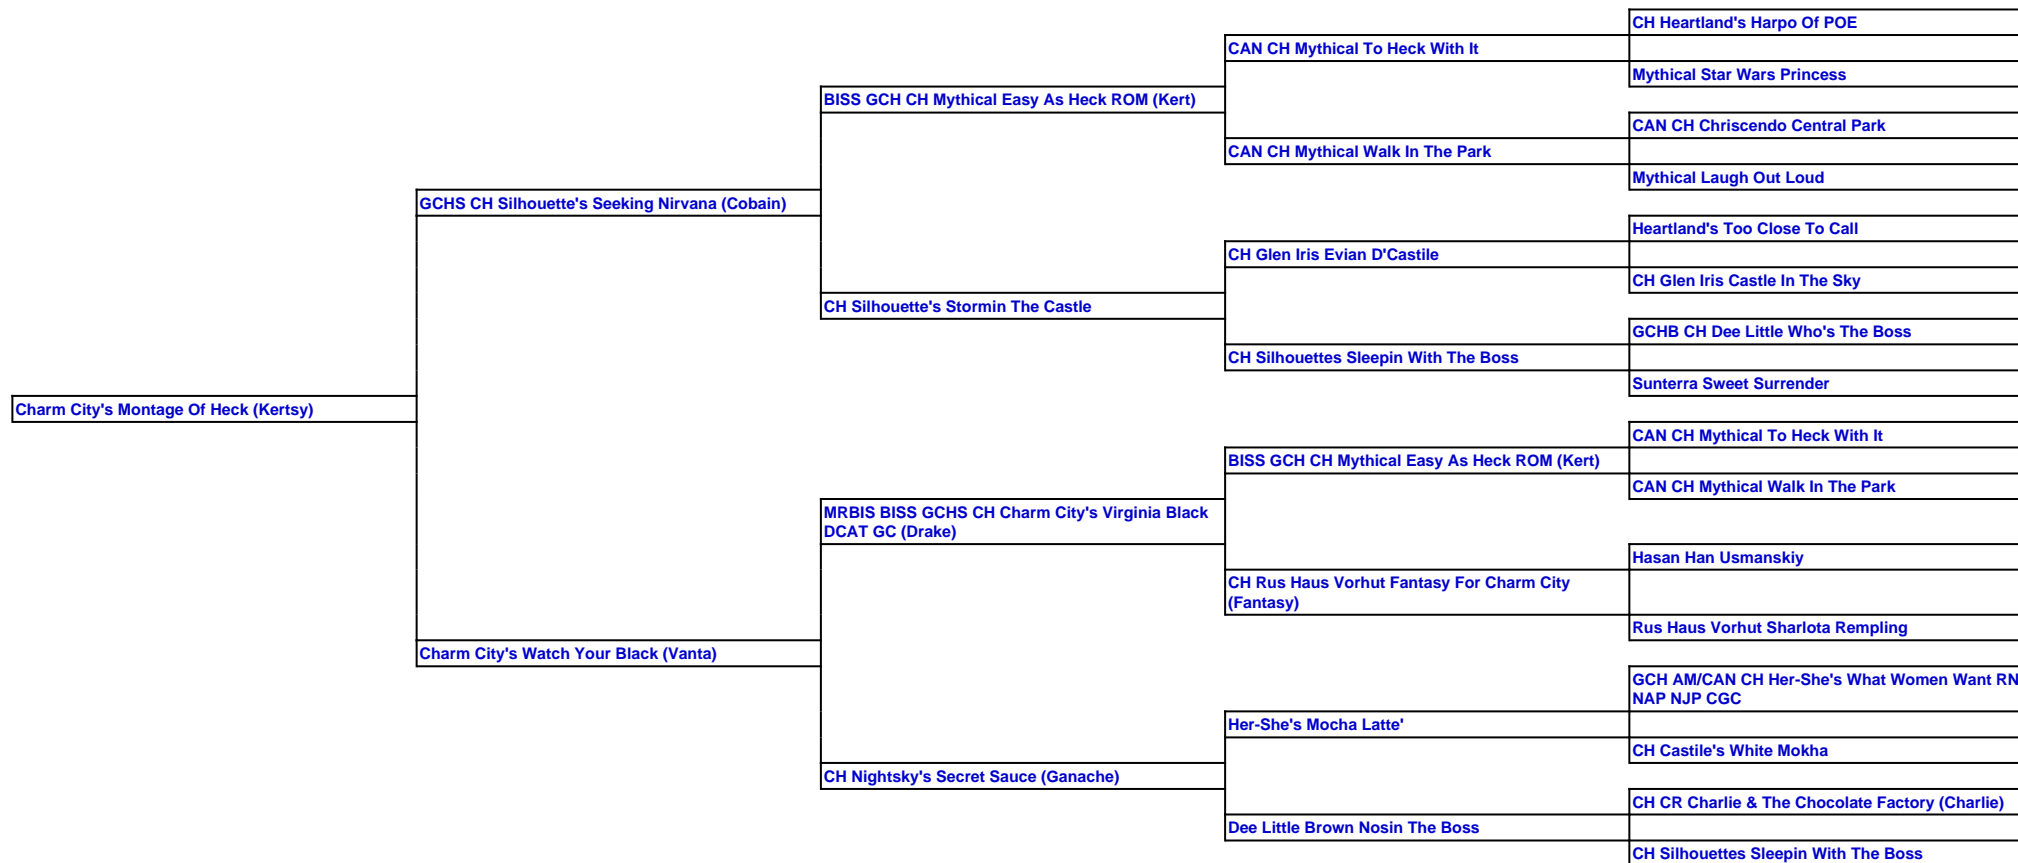 CH Heartland's Harpo Of POE
CAN CH Mythical To Heck With It
Mythical Star Wars Princess
BISS GCH CH Mythical Easy As Heck ROM (Kert)
CAN CH Chriscendo Central Park
CAN CH Mythical Walk In The Park
Mythical Laugh Out Loud
GCHS CH Silhouette's Seeking Nirvana (Cobain)
Heartland's Too Close To Call
CH Glen Iris Evian D'Castile
CH Glen Iris Castle In The Sky
CH Silhouette's Stormin The Castle
GCHB CH Dee Little Who's The Boss
CH Silhouettes Sleepin With The Boss
Sunterra Sweet Surrender
Charm City's Montage Of Heck (Kertsy)
CAN CH Mythical To Heck With It
BISS GCH CH Mythical Easy As Heck ROM (Kert)
CAN CH Mythical Walk In The Park
MRBIS BISS GCHS CH Charm City's Virginia Black
DCAT GC (Drake)
Hasan Han Usmanskiy
CH Rus Haus Vorhut Fantasy For Charm City
(Fantasy)
Rus Haus Vorhut Sharlota Rempling
Charm City's Watch Your Black (Vanta)
GCH AM/CAN CH Her-She's What Women Want RN
NAP NJP CGC
Her-She's Mocha Latte'
CH Castile's White Mokha
CH Nightsky's Secret Sauce (Ganache)
CH CR Charlie & The Chocolate Factory (Charlie)
Dee Little Brown Nosin The Boss
CH Silhouettes Sleepin With The Boss